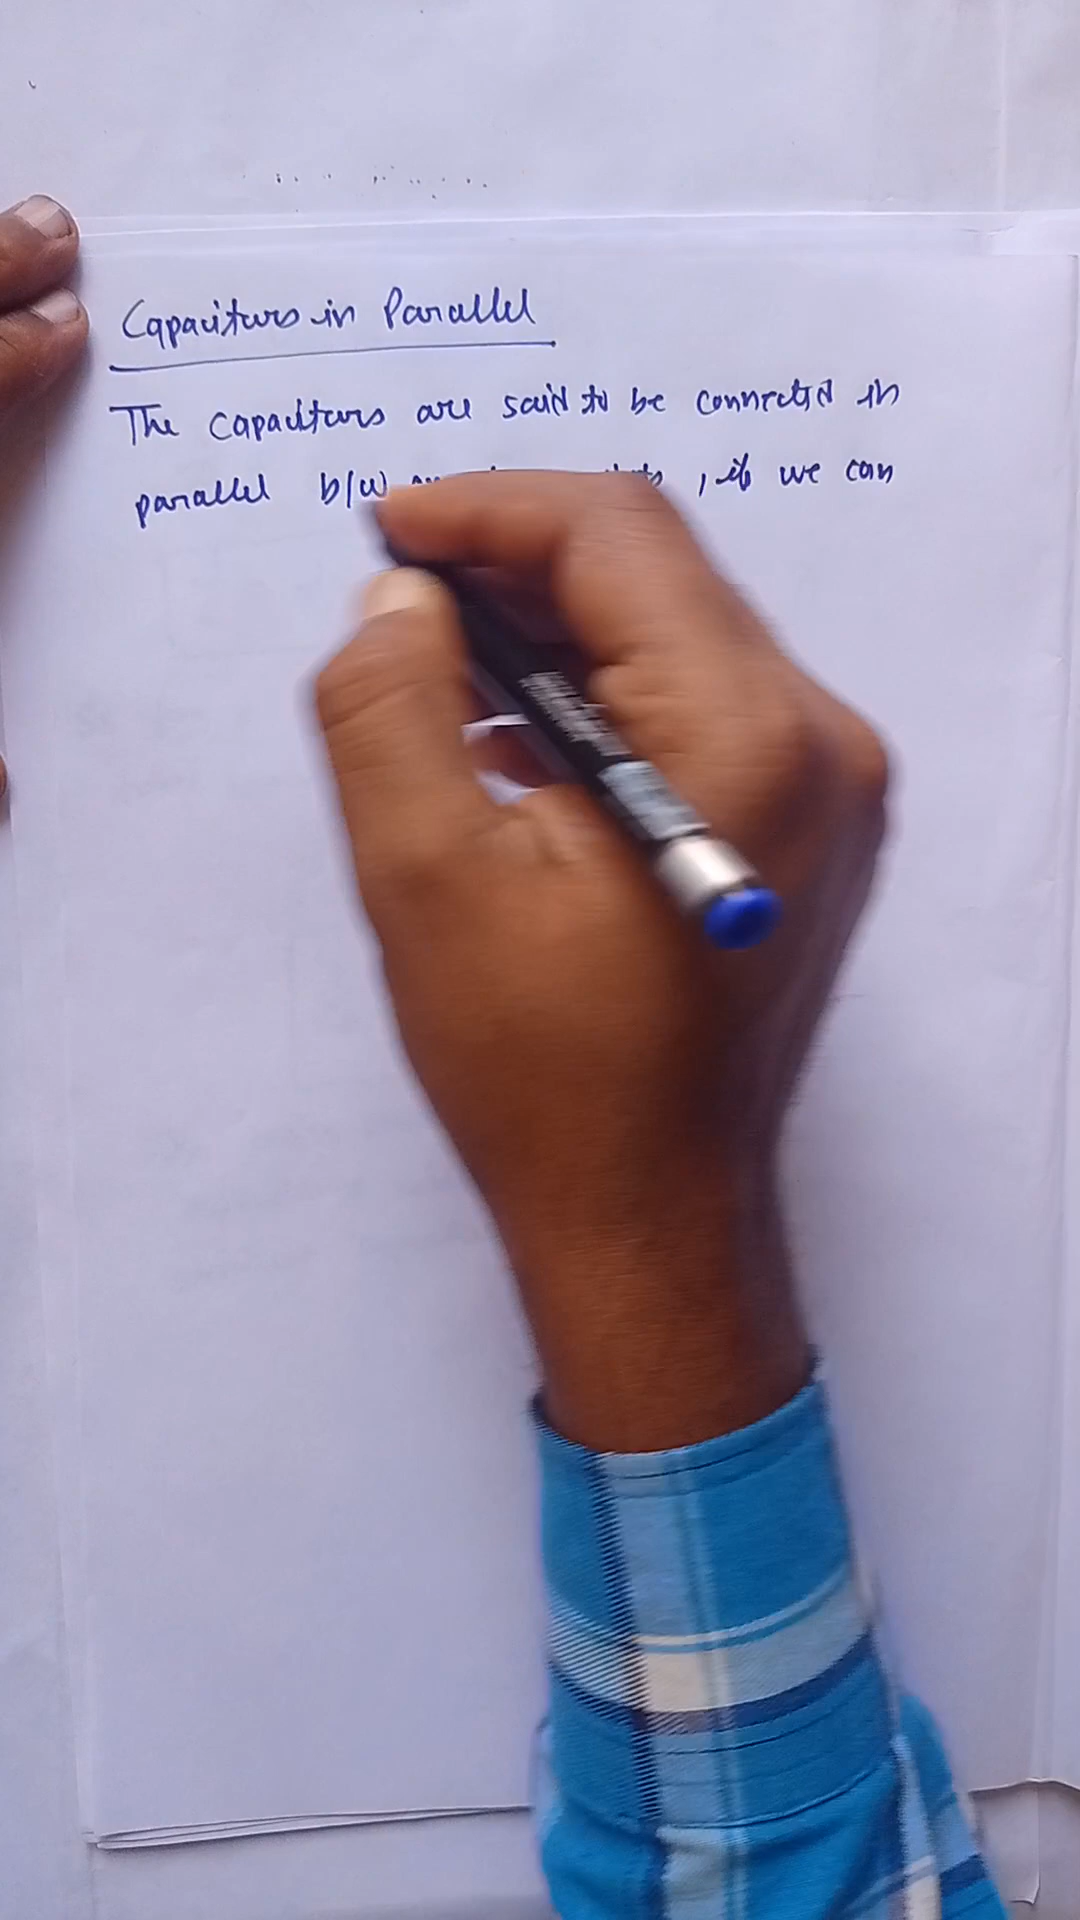 Capacitors in Parallel
The capacitors are said to be connected in
parallel b/w , if we can